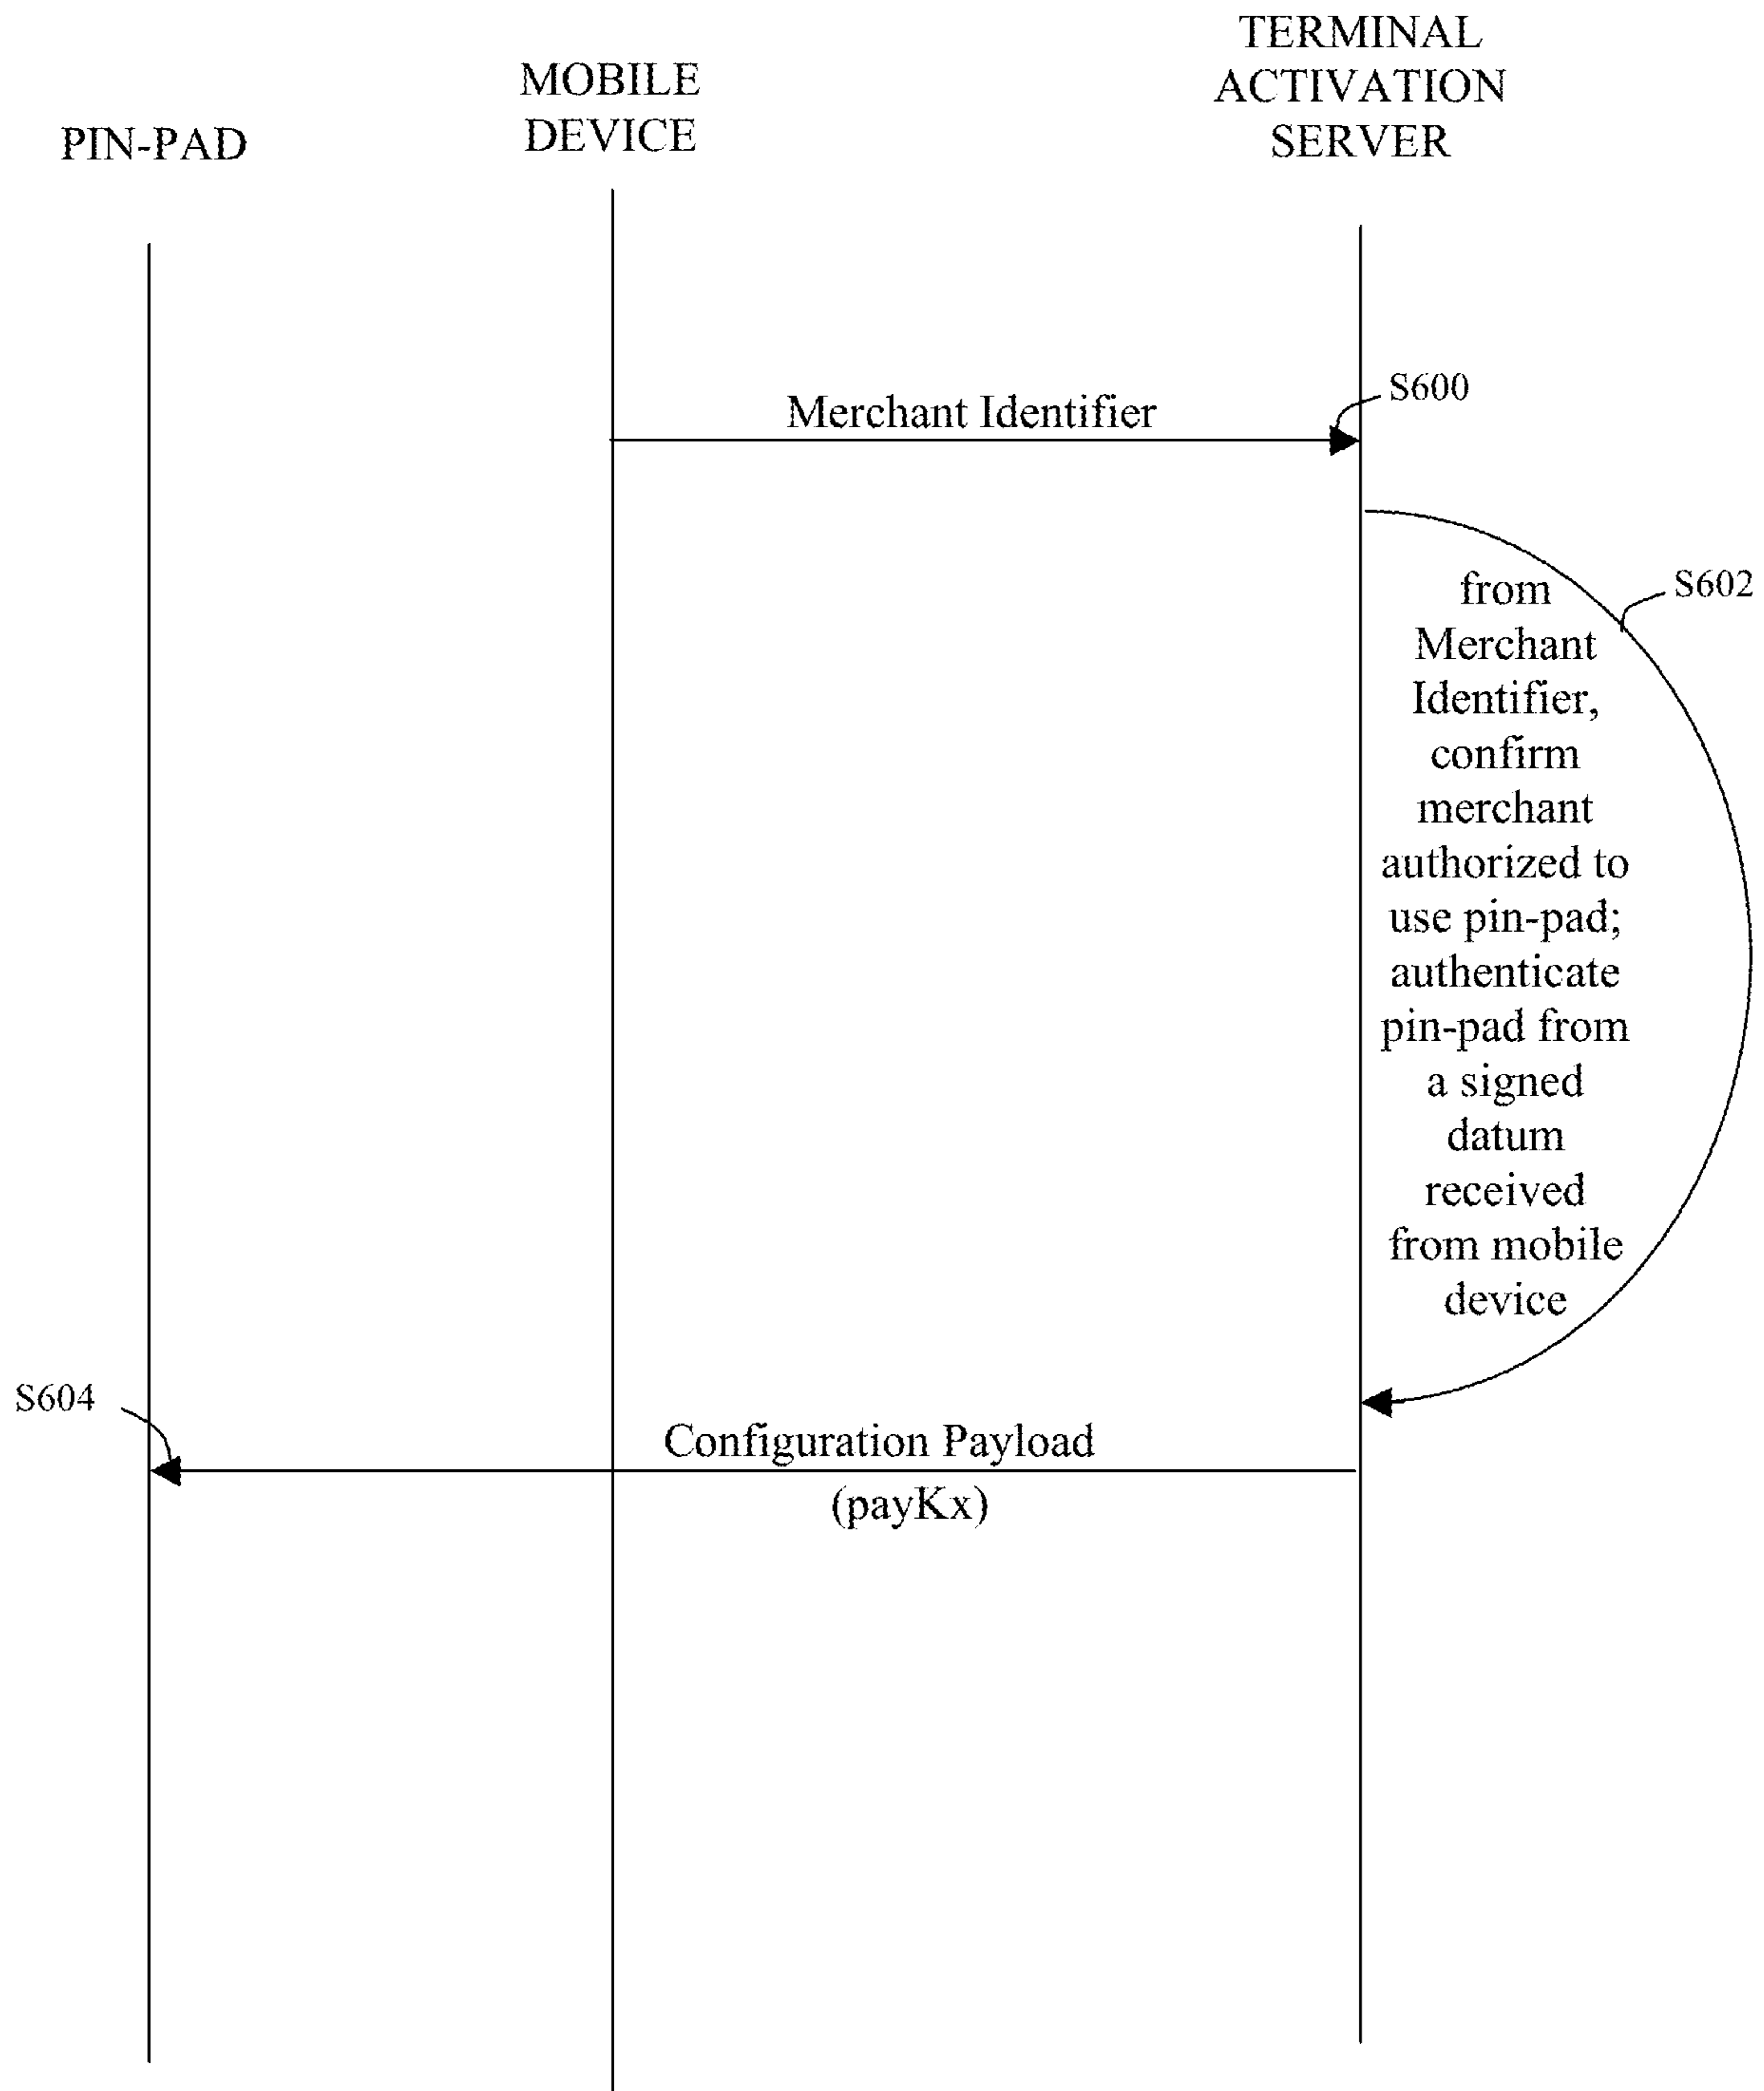 PIN-PAD
MOBILE
DEVICE
TERMINAL
ACTIVATION
SERVER
Merchant Identifier
S600
S602
from
Merchant
Identifier,
confirm
merchant
authorized to
use pin-pad;
authenticate
pin-pad from
a signed
datum
received
from mobile
device
S604
Configuration Payload
(payKx)